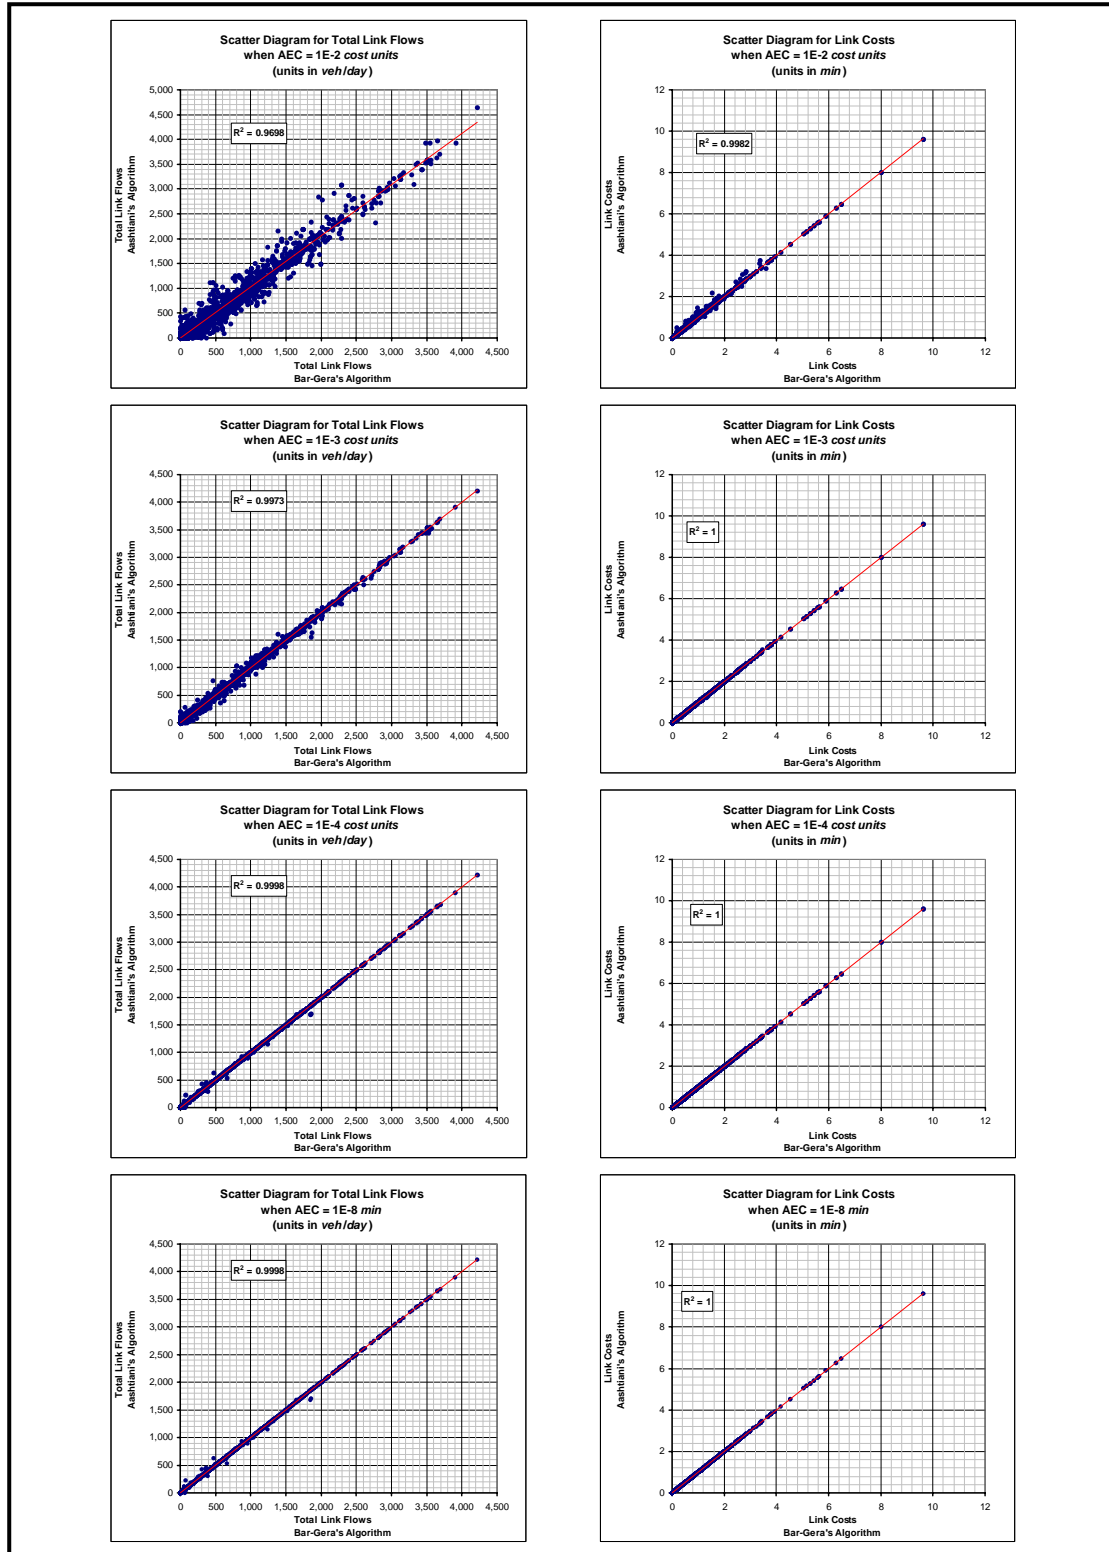 Scatter Diagram for Total Link Flows
when AEC = 1E-2 cost units
(units in veh/day)
5,000
4,500
4,000
3,500
3,000
2,500
2,000
1,500
1,000
500
0
R² = 0.9698
Total Link Flows
Aashtiani's Algorithm
0 500 1,000 1,500 2,000 2,500 3,000 3,500 4,000 4,500
Total Link Flows
Bar-Gera's Algorithm
Scatter Diagram for Link Costs
when AEC = 1E-2 cost units
(units in min)
12
10
8
6
4
2
0
R² = 0.9982
Link Costs
Aashtiani's Algorithm
0 2 4 6 8 10 12
Link Costs
Bar-Gera's Algorithm
Scatter Diagram for Total Link Flows
when AEC = 1E-3 cost units
(units in veh/day)
4,500
4,000
3,500
3,000
2,500
2,000
1,500
1,000
500
0
R² = 0.9973
Total Link Flows
Aashtiani's Algorithm
0 500 1,000 1,500 2,000 2,500 3,000 3,500 4,000 4,500
Total Link Flows
Bar-Gera's Algorithm
Scatter Diagram for Link Costs
when AEC = 1E-3 cost units
(units in min)
12
10
8
6
4
2
0
R² = 1
Link Costs
Aashtiani's Algorithm
0 2 4 6 8 10 12
Link Costs
Bar-Gera's Algorithm
Scatter Diagram for Total Link Flows
when AEC = 1E-4 cost units
(units in veh/day)
4,500
4,000
3,500
3,000
2,500
2,000
1,500
1,000
500
0
R² = 0.9998
Total Link Flows
Aashtiani's Algorithm
0 500 1,000 1,500 2,000 2,500 3,000 3,500 4,000 4,500
Total Link Flows
Bar-Gera's Algorithm
Scatter Diagram for Link Costs
when AEC = 1E-4 cost units
(units in min)
12
10
8
6
4
2
0
R² = 1
Link Costs
Aashtiani's Algorithm
0 2 4 6 8 10 12
Link Costs
Bar-Gera's Algorithm
Scatter Diagram for Total Link Flows
when AEC = 1E-8 min
(units in veh/day)
4,500
4,000
3,500
3,000
2,500
2,000
1,500
1,000
500
0
R² = 0.9998
Total Link Flows
Aashtiani's Algorithm
0 500 1,000 1,500 2,000 2,500 3,000 3,500 4,000 4,500
Total Link Flows
Bar-Gera's Algorithm
Scatter Diagram for Link Costs
when AEC = 1E-8 min
(units in min)
12
10
8
6
4
2
0
R² = 1
Link Costs
Aashtiani's Algorithm
0 2 4 6 8 10 12
Link Costs
Bar-Gera's Algorithm